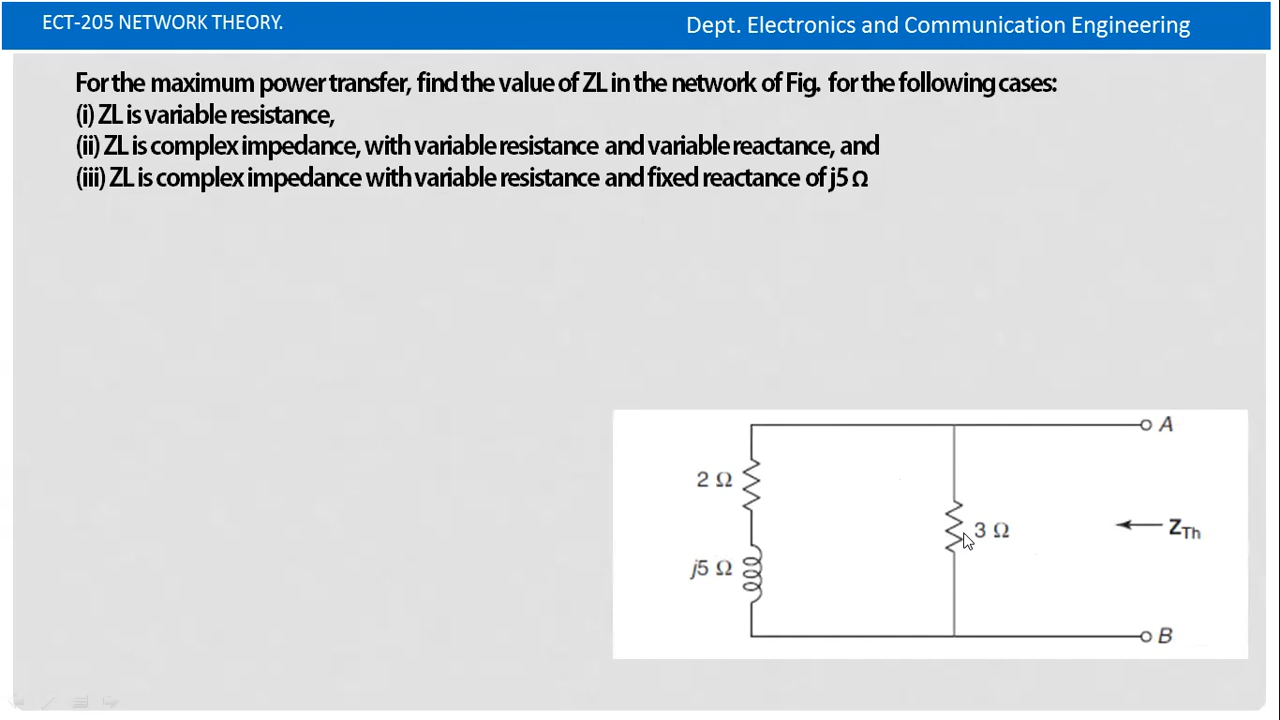 ECT-205 NETWORK THEORY.
Dept. Electronics and Communication Engineering
For the maximum power transfer, find the value of ZL in the network of Fig. for the following cases:
(i) ZL is variable resistance,
(ii) ZL is complex impedance, with variable resistance and variable reactance, and
(iii) ZL is complex impedance with variable resistance and fixed reactance of j5 Ω
A
2 Ω
3 Ω
ZTh
j5 Ω
B